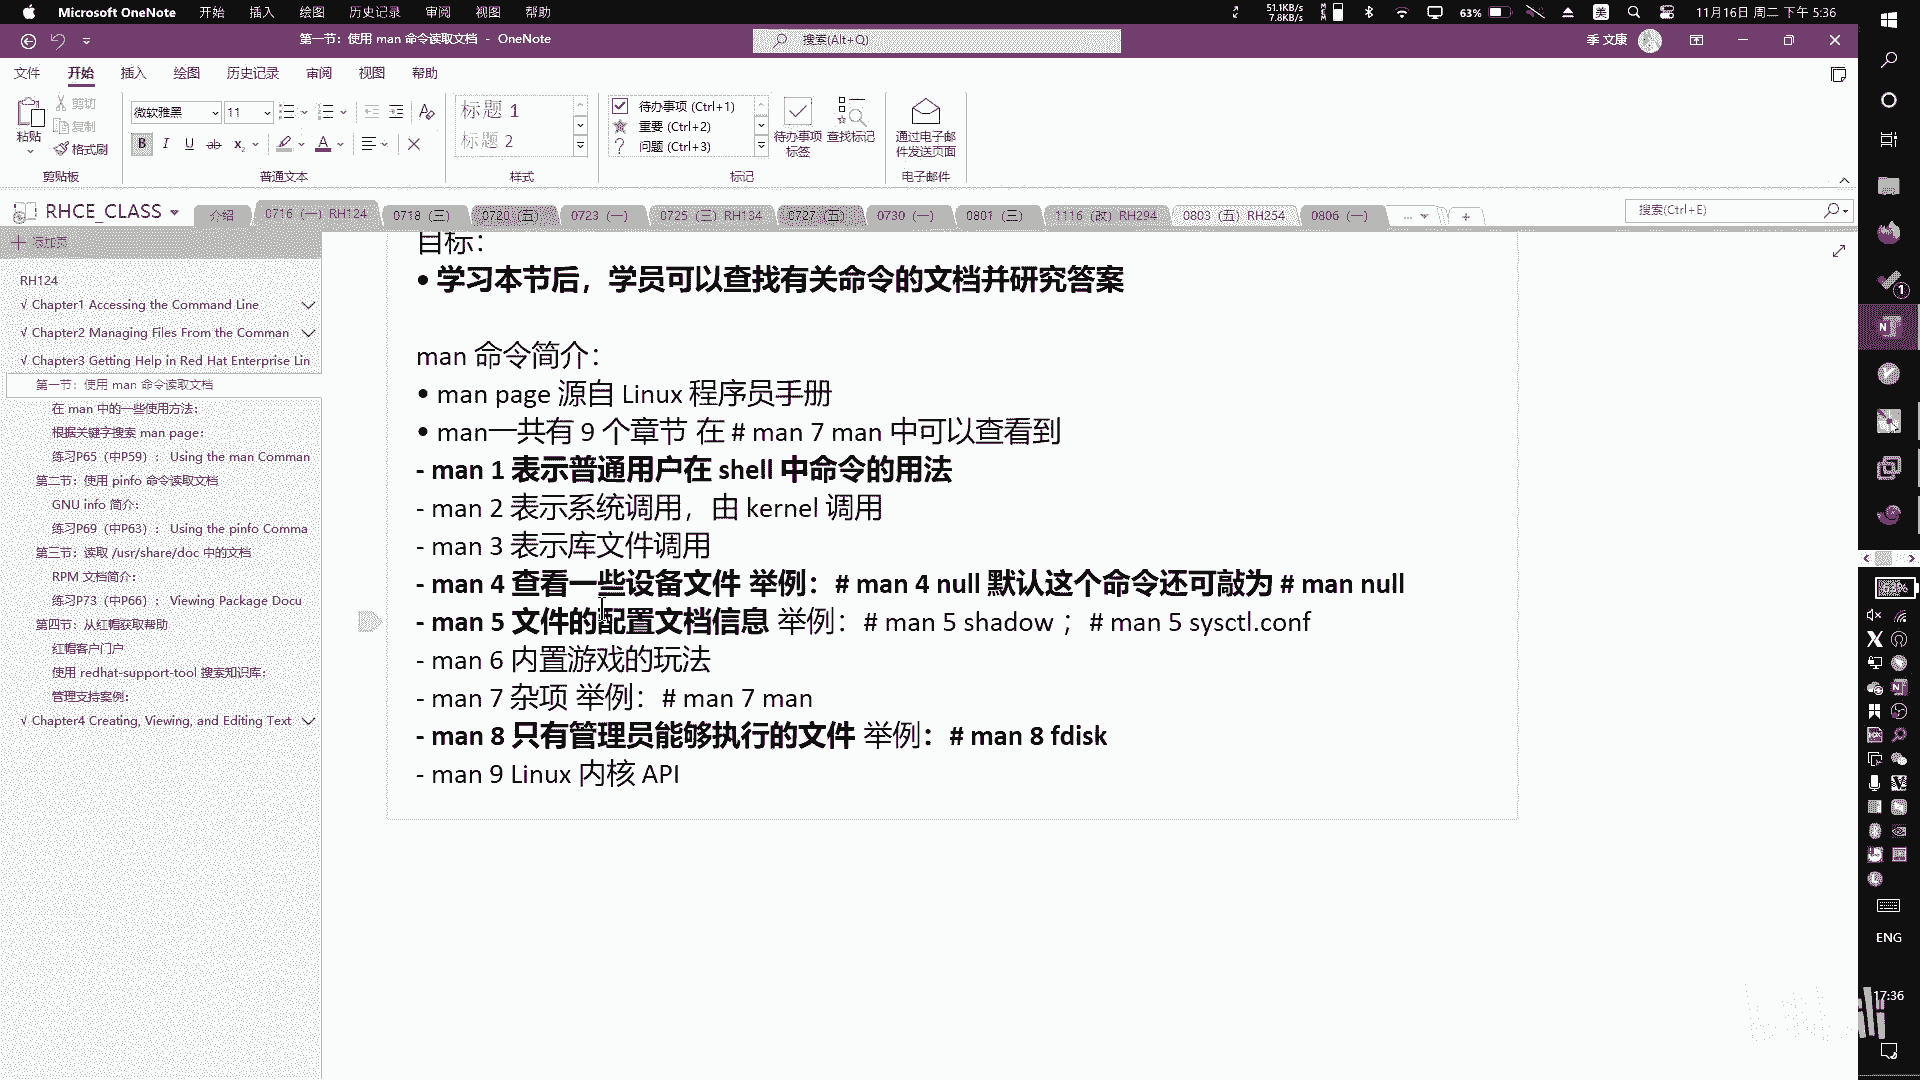 Microsoft OneNote 开始 插入 绘图 历史记录 审阅 视图 帮助
51.1KB/s
7.8KB/s
63% 美 11月16日 周二 下午 5:36
第一节：使用 man 命令读取文档 - OneNote
搜索(Alt+Q)
季 文康
文件 开始 插入 绘图 历史记录 审阅 视图 帮助
粘贴 剪切
复制
格式刷
剪贴板
微软雅黑 11
普通文本
标题 1
标题 2
样式
待办事项 (Ctrl+1)
重要 (Ctrl+2)
问题 (Ctrl+3)
待办事项
标签
查找标记
标记
通过电子邮
件发送页面
电子邮件
RHCE_CLASS 介绍 0716（一）RH124 0718（三） 0720（五） 0723（一） 0725（三）RH134 0727（五） 0730（一） 0801（三） 1116（改）RH294 0803（五）RH254 0806（一） ...
搜索(Ctrl+E)
添加页
RH124
√ Chapter1 Accessing the Command Line
√ Chapter2 Managing Files From the Comman
√ Chapter3 Getting Help in Red Hat Enterprise Lin
第一节：使用 man 命令读取文档
在 man 中的一些使用方法：
根据关键字搜索 man page：
练习P65（中P59）： Using the man Comman
第二节：使用 pinfo 命令读取文档
GNU info 简介：
练习P69（中P63）： Using the pinfo Comma
第三节：读取 /usr/share/doc 中的文档
RPM 文档简介：
练习P73（中P66）： Viewing Package Docu
第四节：从红帽获取帮助
红帽客户门户
使用 redhat-support-tool 搜索知识库：
管理支持案例：
√ Chapter4 Creating, Viewing, and Editing Text
目标：
• 学习本节后，学员可以查找有关命令的文档并研究答案
man 命令简介：
• man page 源自 Linux 程序员手册
• man一共有 9 个章节 在 # man 7 man 中可以查看到
- man 1 表示普通用户在 shell 中命令的用法
- man 2 表示系统调用，由 kernel 调用
- man 3 表示库文件调用
- man 4 查看一些设备文件 举例：# man 4 null 默认这个命令还可敲为 # man null
- man 5 文件的配置文档信息 举例：# man 5 shadow ；# man 5 sysctl.conf
- man 6 内置游戏的玩法
- man 7 杂项 举例：# man 7 man
- man 8 只有管理员能够执行的文件 举例：# man 8 fdisk
- man 9 Linux 内核 API
ENG
17:36